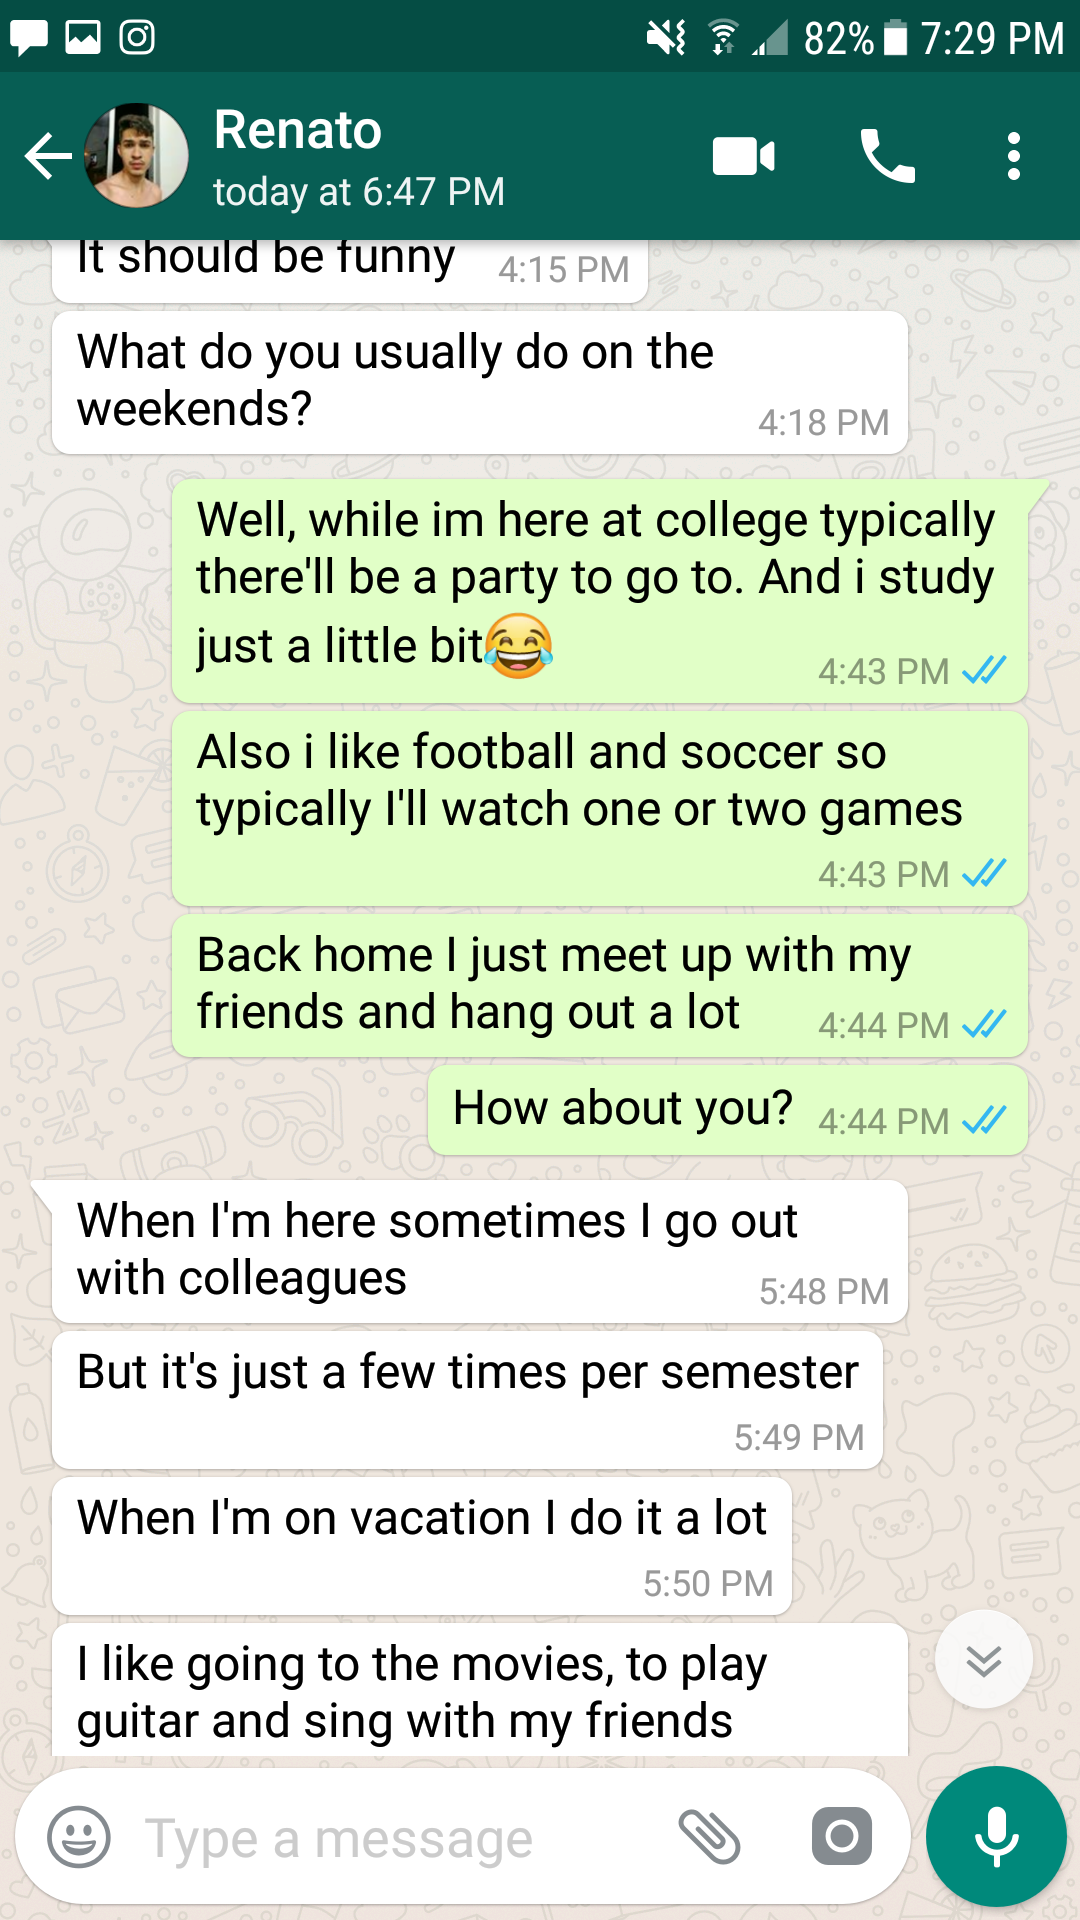 82% 7:29 PM
Renato
today at 6:47 PM
It should be funny 4:15 PM
What do you usually do on the
weekends?
4:18 PM
Well, while im here at college typically
there'll be a party to go to. And i study
just a little bit😂
4:43 PM
Also i like football and soccer so
typically I'll watch one or two games
4:43 PM
Back home I just meet up with my
friends and hang out a lot 4:44 PM
How about you? 4:44 PM
When I'm here sometimes I go out
with colleagues
5:48 PM
But it's just a few times per semester
5:49 PM
When I'm on vacation I do it a lot
5:50 PM
I like going to the movies, to play
guitar and sing with my friends
Type a message